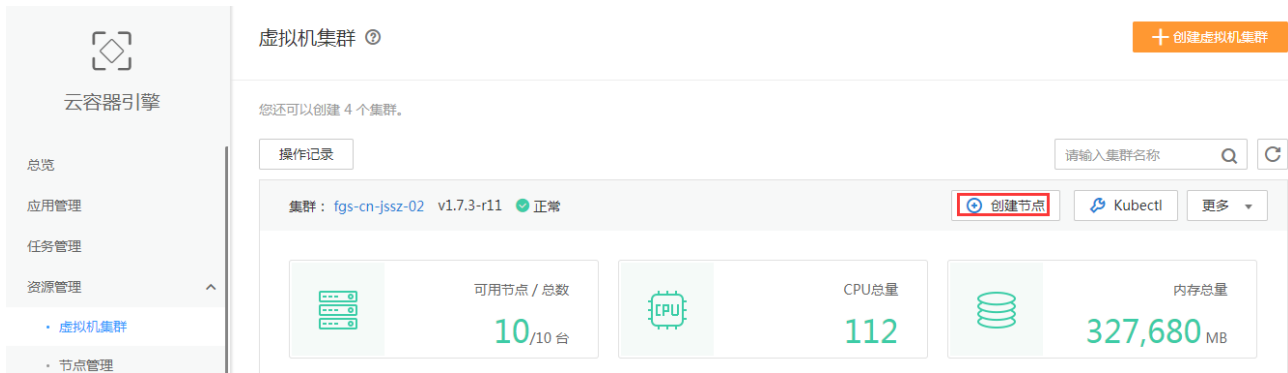 云容器引擎
总览
应用管理
任务管理
资源管理
虚拟机集群
节点管理
虚拟机集群
创建虚拟机集群
您还可以创建 4 个集群。
操作记录
请输入集群名称
集群： fgs-cn-jssz-02 v1.7.3-r11 正常
创建节点
Kubectl
更多
可用节点 / 总数
10/10 台
CPU
CPU总量
112
内存总量
327,680 MB